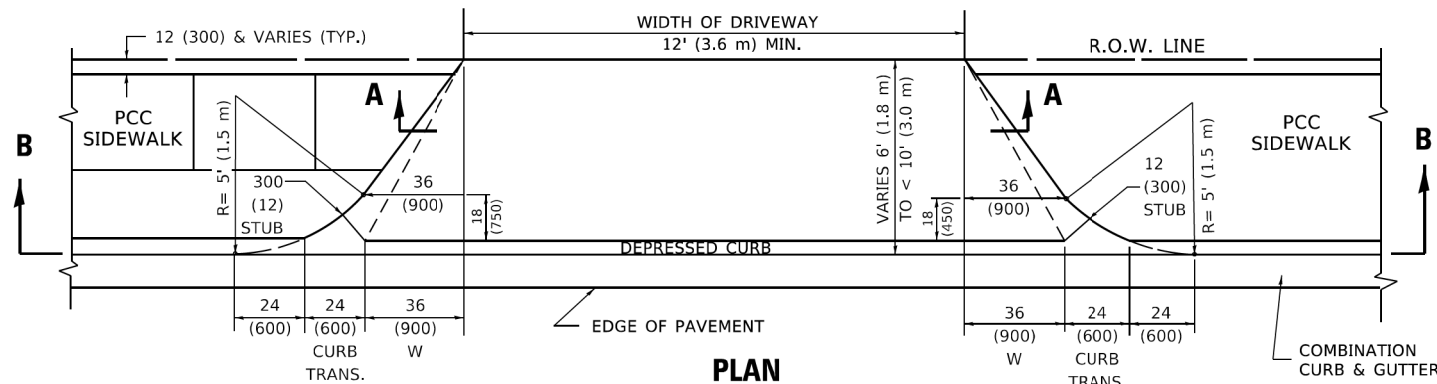 WIDTH OF DRIVEWAY
12' (3.6 m) MIN.
12 (300) & VARIES (TYP.)
R.O.W. LINE
A
A
PCC
SIDEWALK
PCC
SIDEWALK
B
B
R= 5' (1.5 m)
300
(12)
STUB
36
(900)
18
(750)
VARIES 6' (1.8 m)
TO < 10' (3.0 m)
36
(900)
18
(450)
12
(300)
STUB
R= 5' (1.5 m)
DEPRESSED CURB
24
(600)
24
(600)
CURB
TRANS.
36
(900)
W
EDGE OF PAVEMENT
PLAN
36
(900)
W
24
(600)
CURB
TRANS.
24
(600)
COMBINATION
CURB & GUTTER